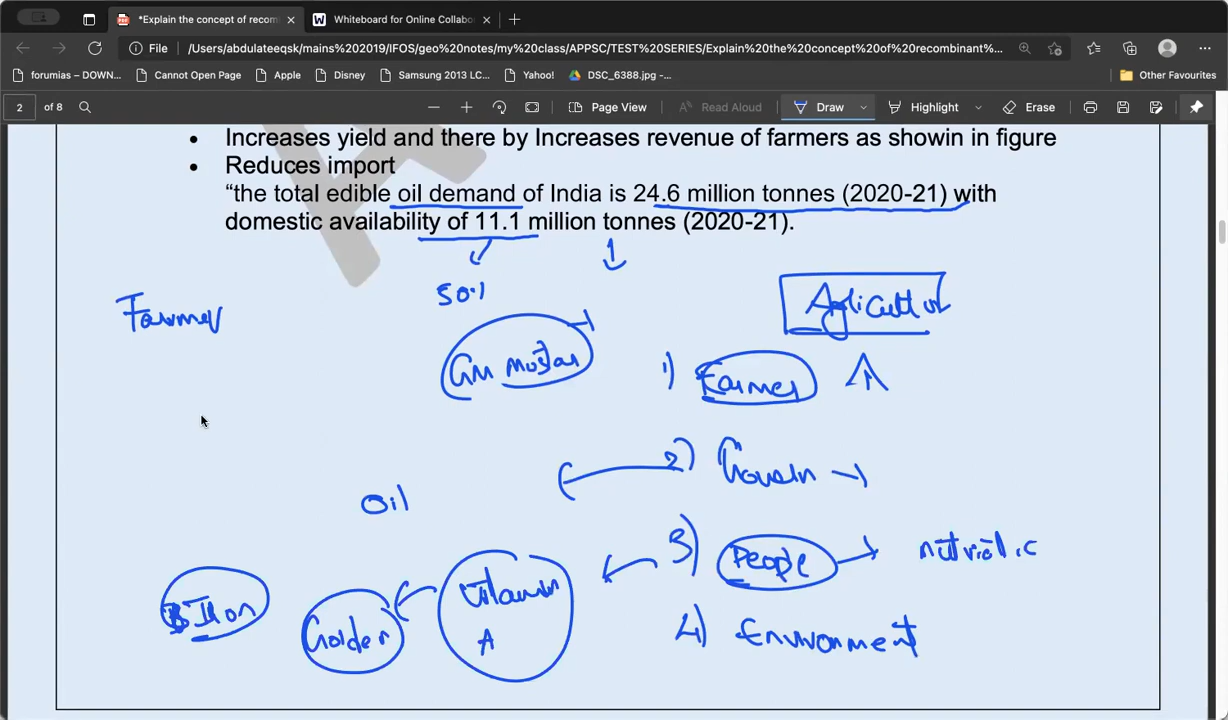 *Explain the concept of recom
Whiteboard for Online Collabo
File
/Users/abdulateeqsk/mains%202019/IFOS/geo%20notes/my%20class/APPSC/TEST%20SERIES/Explain%20the%20concept%20of%20recombinant%...
forumias – DOWN...
Cannot Open Page
Apple
Disney
Samsung 2013 LC...
Yahoo!
DSC_6388.jpg -...
Other Favourites
2 of 8
Page View
Read Aloud
Draw
Highlight
Erase
• Increases yield and there by Increases revenue of farmers as showin in figure
• Reduces import
“the total edible oil demand of India is 24.6 million tonnes (2020-21) with
domestic availability of 11.1 million tonnes (2020-21).
Farmer
GM
1) Farmer
2)
Oil
3) People
Vitamin
A
Iron
Golden
4) Environment